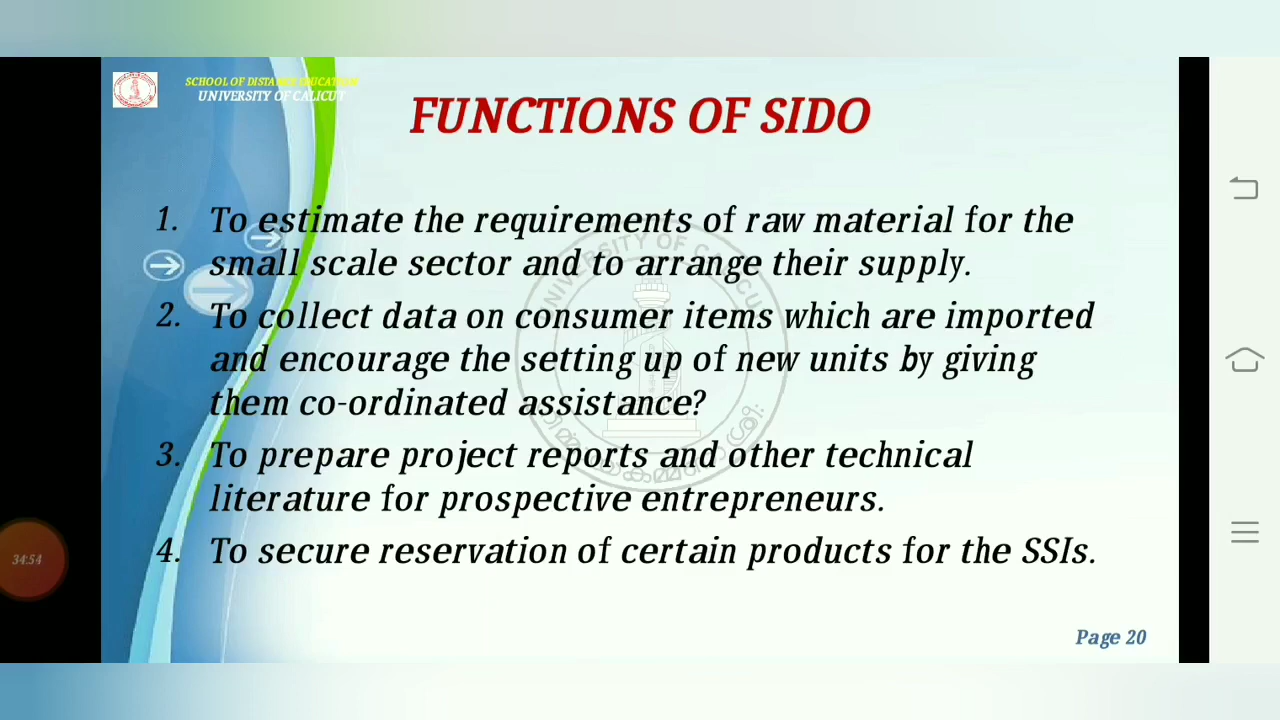 SCHOOL OF DISTANCE EDUCATION
UNIVERSITY OF CALICUT
FUNCTIONS OF SIDO
1. To estimate the requirements of raw material for the
small scale sector and to arrange their supply.
2. To collect data on consumer items which are imported
and encourage the setting up of new units by giving
them co-ordinated assistance?
3. To prepare project reports and other technical
literature for prospective entrepreneurs.
4. To secure reservation of certain products for the SSIs.
UNIVERSITY OF CALICUT
34:54
Page 20